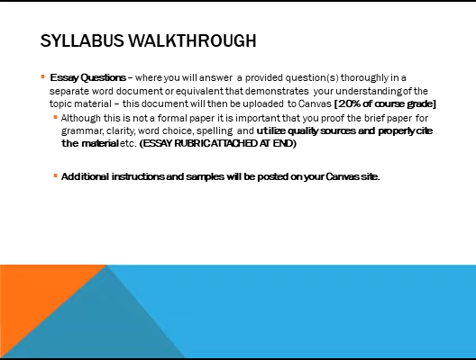 SYLLABUS WALKTHROUGH
Essay Questions – where you will answer a provided question(s) thoroughly in a
separate word document or equivalent that demonstrates your understanding of the
topic material – this document will then be uploaded to Canvas [20% of course grade]
Although this is not a formal paper it is important that you proof the brief paper for
grammar, clarity, word choice, spelling and utilize quality sources and properly cite
the material etc. (ESSAY RUBRIC ATTACHED AT END)
Additional instructions and samples will be posted on your Canvas site.